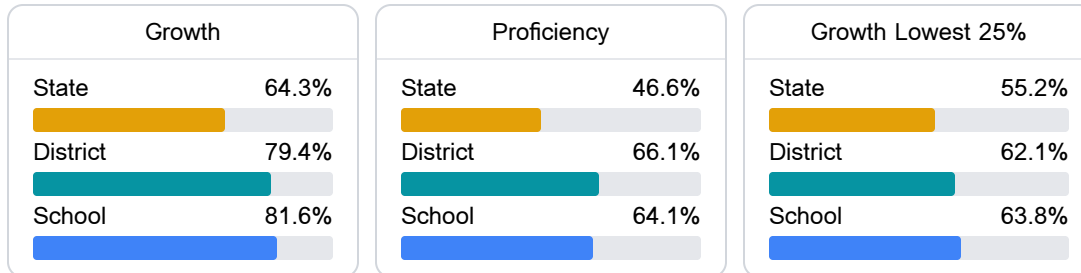 Growth
State 64.3%
District 79.4%
School 81.6%
Proficiency
State 46.6%
District 66.1%
School 64.1%
Growth Lowest 25%
State 55.2%
District 62.1%
School 63.8%